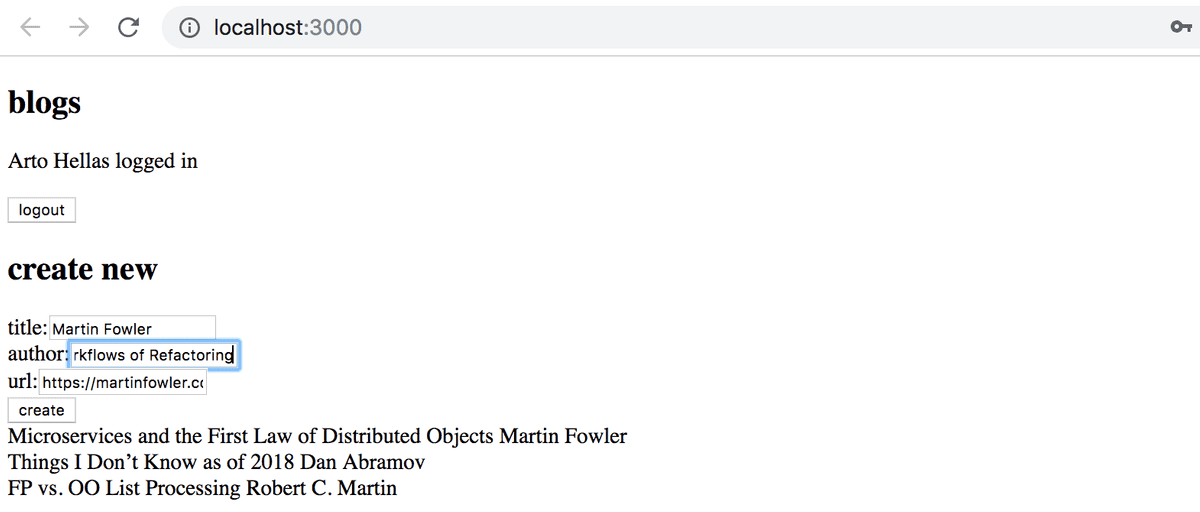 localhost:3000
blogs
Arto Hellas logged in
logout
create new
title: Martin Fowler
author: rkflows of Refactoring
url: https://martinfowler.co
create
Microservices and the First Law of Distributed Objects Martin Fowler
Things I Don’t Know as of 2018 Dan Abramov
FP vs. OO List Processing Robert C. Martin